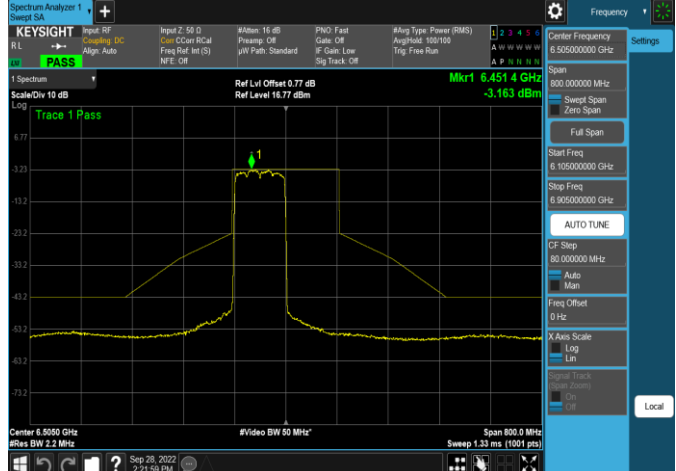 Spectrum Analyzer 1
Swept SA
+
Frequency
KEYSIGHT
Input: RF
Input Z: 50 Ω
#Atten: 16 dB
PNO: Fast
#Avg Type: Power (RMS)
1 2 3 4 5 6
R L
Coupling: DC
Corr CCorr RCal
Preamp: Off
Gate: Off
Avg|Hold: 100/100
A W W W W W
Align: Auto
Freq Ref: Int (S)
µW Path: Standard
IF Gain: Low
Trig: Free Run
LXI
PASS
NFE: Off
Sig Track: Off
A P N N N N
1 Spectrum
Ref Lvl Offset 0.77 dB
Mkr1 6.451 4 GHz
Scale/Div 10 dB
Ref Level 16.77 dBm
-3.163 dBm
Log
Trace 1 Pass
1
6.77
-3.23
-13.2
-23.2
-33.2
-43.2
-53.2
-63.2
-73.2
Center 6.5050 GHz
#Video BW 50 MHz*
Span 800.0 MHz
#Res BW 2.2 MHz
Sweep 1.33 ms (1001 pts)
?
Sep 28, 2022
2:21:59 PM
Center Frequency
6.505000000 GHz
Settings
Span
800.000000 MHz
Swept Span
Zero Span
Full Span
Start Freq
6.105000000 GHz
Stop Freq
6.905000000 GHz
AUTO TUNE
CF Step
80.000000 MHz
Auto
Man
Freq Offset
0 Hz
X Axis Scale
Log
Lin
Signal Track
(Span Zoom)
On
Off
Local